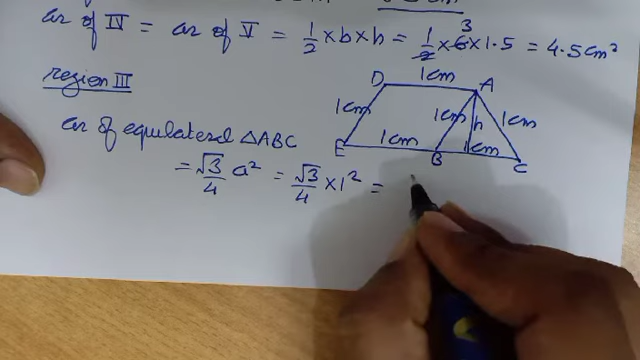 ar of IV = ar of V = 1/2 × b × h = 1/2 × 6 3 × 1.5 = 4.5 cm²
region III
ar of equilateral △ABC
= √3/4 a² = √3/4 × 1² =
D 1cm A
1cm 1cm h 1cm
E 1cm B 1cm C